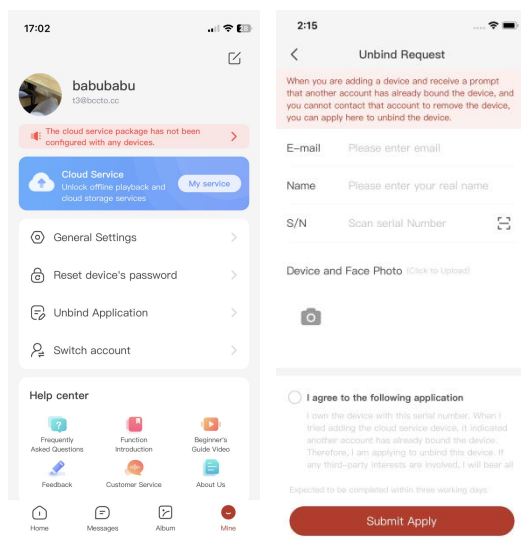 17:02
28
babubabu
t3@bccto.cc
The cloud service package has not been
configured with any devices.
Cloud Service
Unlock offline playback and
cloud storage services
My service
General Settings
Reset device's password
Unbind Application
Switch account
Help center
Frequently
Asked Questions
Function
Introduction
Beginner's
Guide Video
Feedback
Customer Service
About Us
Home
Messages
Album
Mine
2:15
Unbind Request
When you are adding a device and receive a prompt
that another account has already bound the device, and
you cannot contact that account to remove the device,
you can apply here to unbind the device.
E-mail
Please enter email
Name
Please enter your real name
S/N
Scan serial Number
Device and Face Photo (Click to Upload)
I agree to the following application
I own the device with this serial number. When I
tried adding the cloud service device, it indicated
another account has already bound the device.
Therefore, I am applying to unbind this device. If
any third-party interests are involved, I will bear all
Expected to be completed within three working days
Submit Apply